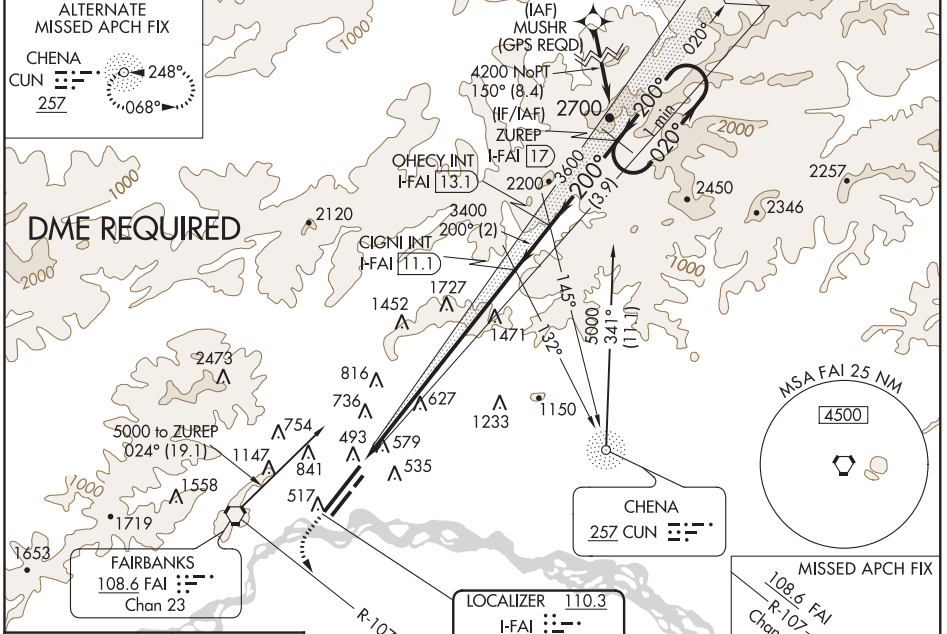 ALTERNATE
MISSED APCH FIX
CHENA
CUN
257
248°
068°
1000
(IAF)
MUSHR
(GPS REQD)
4200 NoPT
150° (8.4)
2700
(IF/IAF)
ZUREP
I-FAI 17
020°
200°
1 min
020°
2000
OHECY INT
I-FAI 13.1
2200
3600
200°
(3.9)
2450
2346
2257
1000
DME REQUIRED
2120
3400
200° (2)
CIGNI INT
I-FAI 11.1
2000
1000
1727
1452
1471
145°
132°
5000
341°
(11.1)
2473
816
736
627
1233
1150
MSA FAI 25 NM
4500
5000 to ZUREP
024° (19.1)
754
1147
841
493
579
535
1000
1558
517
1719
1653
CHENA
257 CUN
FAIRBANKS
108.6 FAI
Chan 23
R-107
LOCALIZER 110.3
I-FAI
MISSED APCH FIX
108.6 FAI
R-107